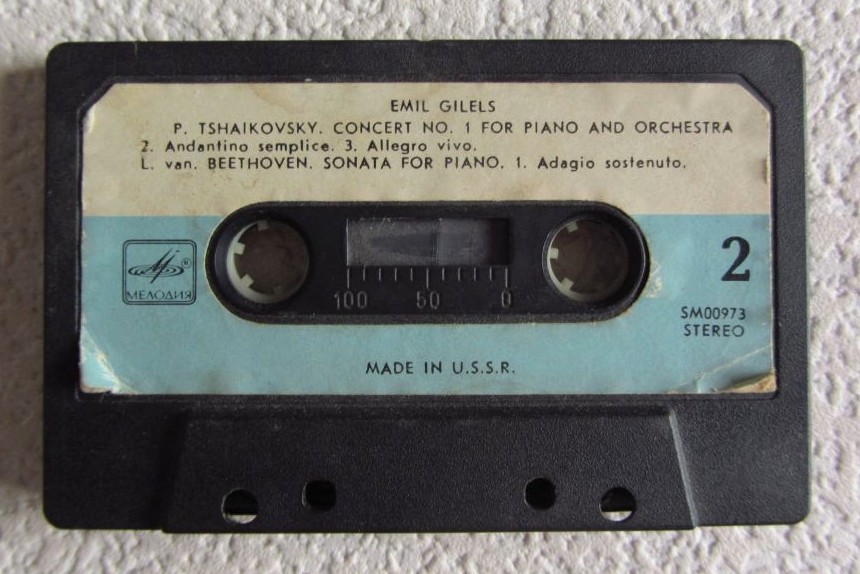 EMIL GILELS
P. TSHAIKOVSKY. CONCERT NO. 1 FOR PIANO AND ORCHESTRA
2. Andantino semplice. 3. Allegro vivo.
L. van. BEETHOVEN. SONATA FOR PIANO. 1. Adagio sostenuto.
МЕЛОДИЯ ®
100 50 0
2
SM00973
STEREO
MADE IN U.S.S.R.